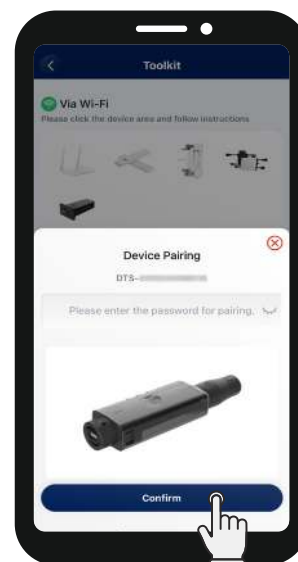 Toolkit
Via Wi-Fi
Please click the device area and follow instructions
Device Pairing
DTS-
Please enter the password for pairing.
Confirm